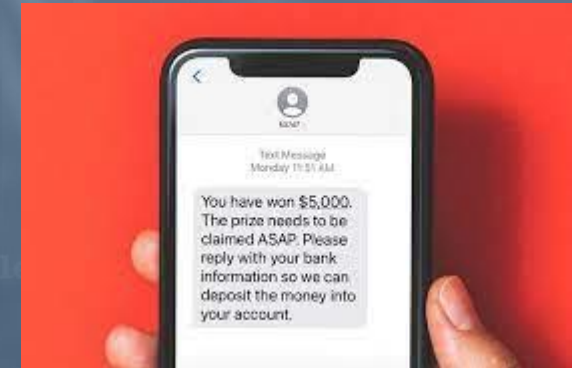 Text Message
Monday 11:51 AM
You have won $5,000.
The prize needs to be
claimed ASAP. Please
reply with your bank
information so we can
deposit the money into
your account.